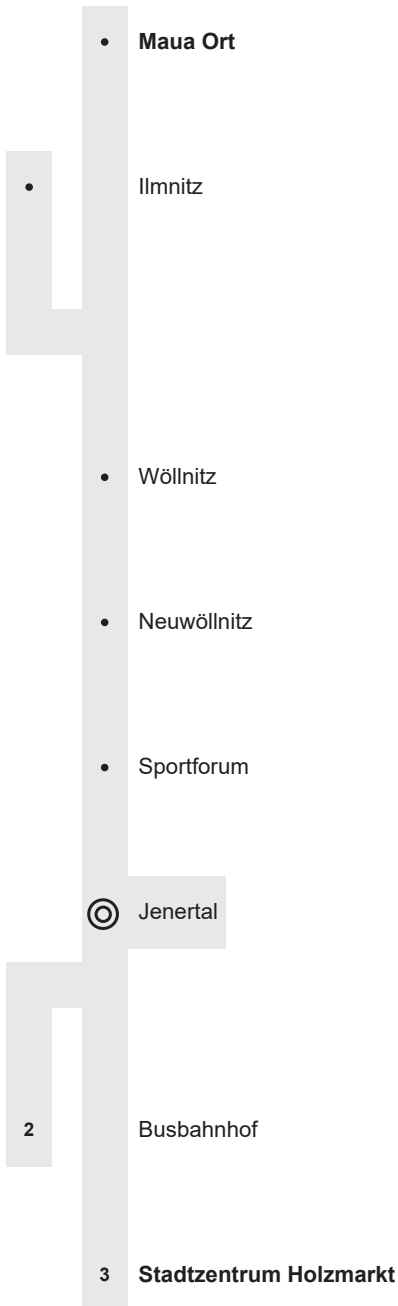 Maua Ort
Ilmnitz
Wöllnitz
Neuwöllnitz
Sportforum
Jenertal
2 Busbahnhof
3 Stadtzentrum Holzmarkt